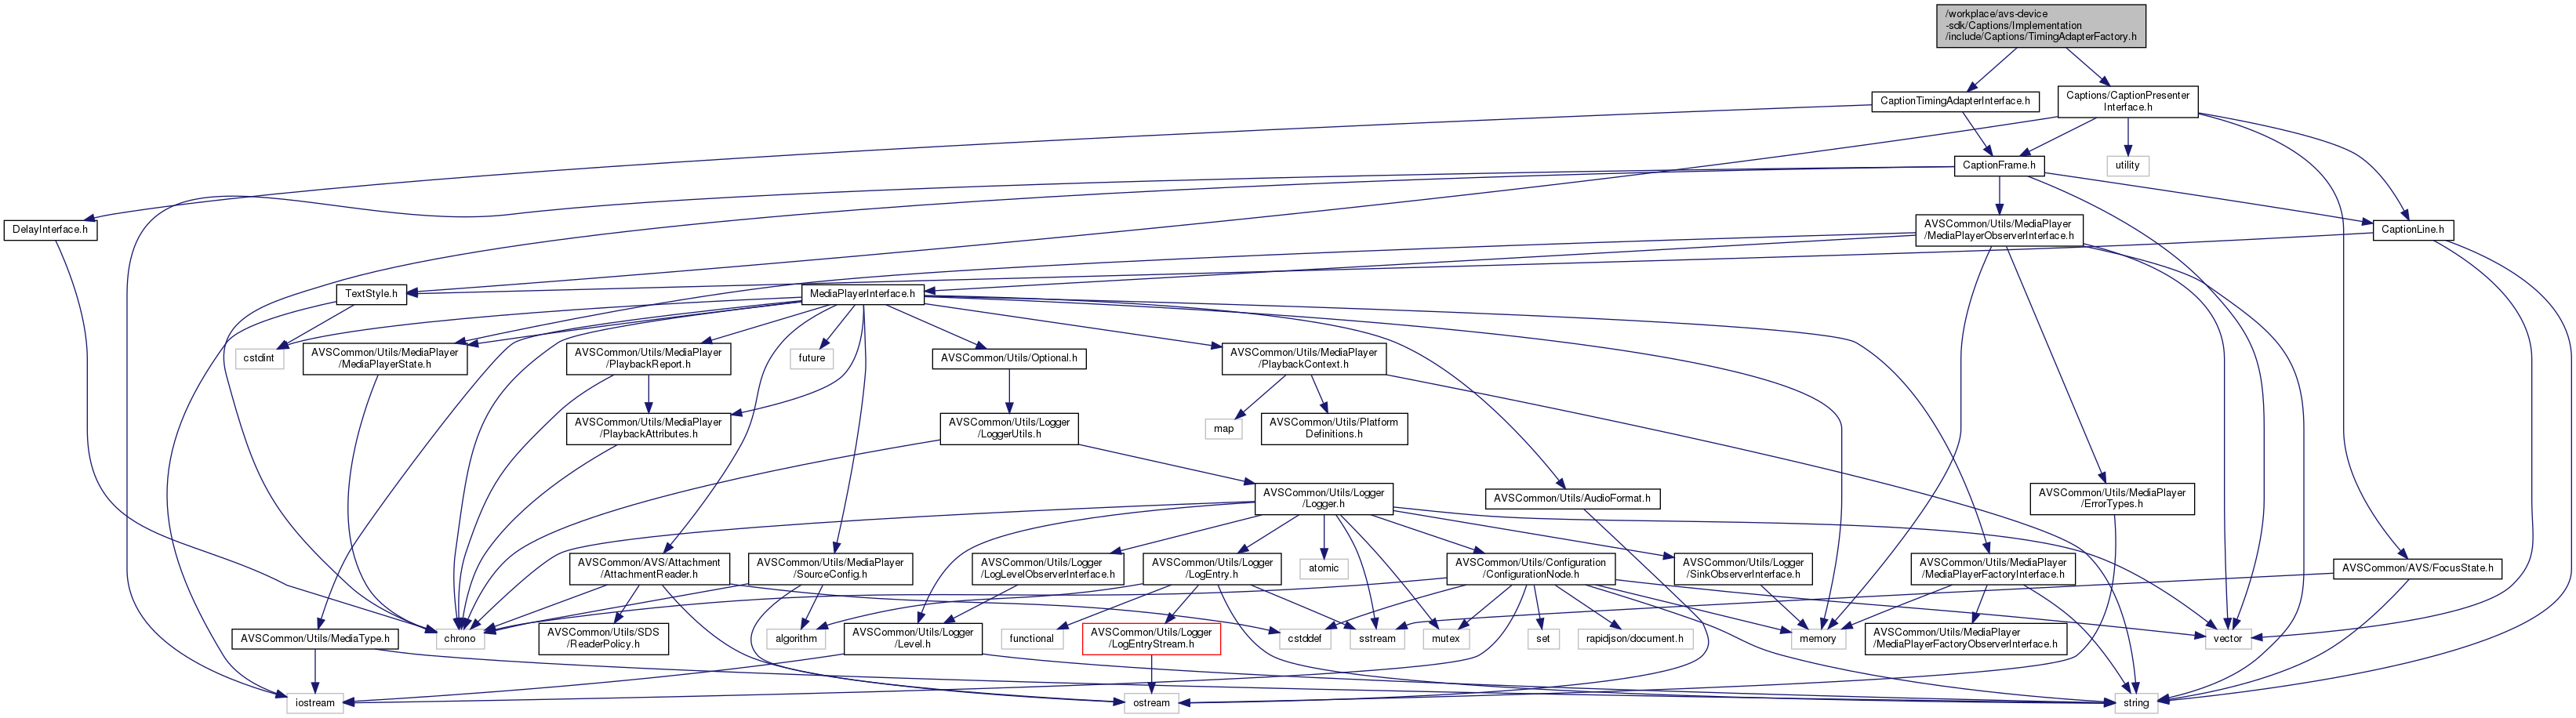 /workplace/avs-device
-sdk/Captions/Implementation
/include/Captions/TimingAdapterFactory.h
CaptionTimingAdapterInterface.h
Captions/CaptionPresenter
Interface.h
CaptionFrame.h
utility
DelayInterface.h
AVSCommon/Utils/MediaPlayer
/MediaPlayerObserverInterface.h
CaptionLine.h
TextStyle.h
MediaPlayerInterface.h
cstdint
AVSCommon/Utils/MediaPlayer
/MediaPlayerState.h
AVSCommon/Utils/MediaPlayer
/PlaybackReport.h
future
AVSCommon/Utils/Optional.h
AVSCommon/Utils/MediaPlayer
/PlaybackContext.h
AVSCommon/Utils/MediaPlayer
/PlaybackAttributes.h
AVSCommon/Utils/Logger
/LoggerUtils.h
map
AVSCommon/Utils/Platform
Definitions.h
AVSCommon/Utils/Logger
/Logger.h
AVSCommon/Utils/AudioFormat.h
AVSCommon/Utils/MediaPlayer
/ErrorTypes.h
AVSCommon/AVS/Attachment
/AttachmentReader.h
AVSCommon/Utils/MediaPlayer
/SourceConfig.h
AVSCommon/Utils/Logger
/LogLevelObserverInterface.h
AVSCommon/Utils/Logger
/LogEntry.h
atomic
AVSCommon/Utils/Configuration
/ConfigurationNode.h
AVSCommon/Utils/Logger
/SinkObserverInterface.h
AVSCommon/Utils/MediaPlayer
/MediaPlayerFactoryInterface.h
AVSCommon/AVS/FocusState.h
AVSCommon/Utils/MediaType.h
chrono
AVSCommon/Utils/SDS
/ReaderPolicy.h
algorithm
AVSCommon/Utils/Logger
/Level.h
functional
AVSCommon/Utils/Logger
/LogEntryStream.h
cstddef
sstream
mutex
set
rapidjson/document.h
memory
AVSCommon/Utils/MediaPlayer
/MediaPlayerFactoryObserverInterface.h
vector
iostream
ostream
string